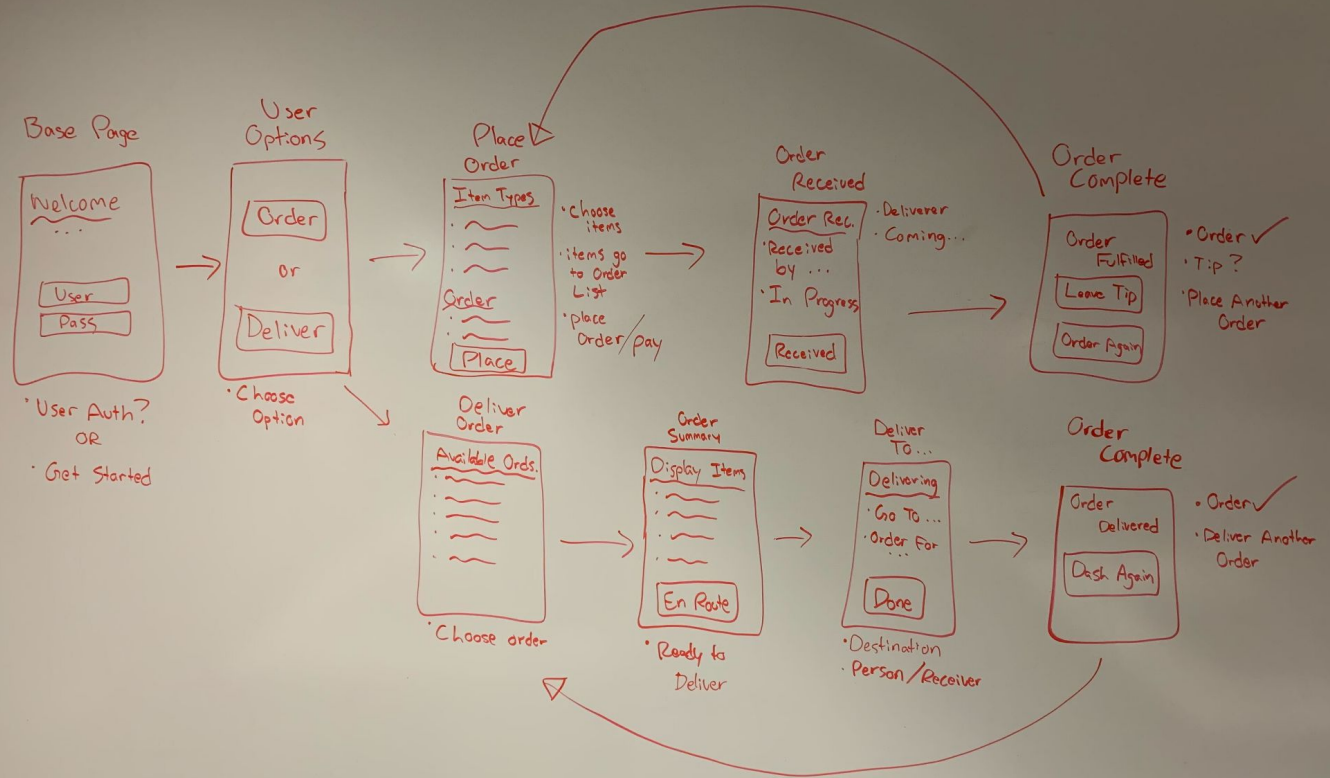 Base Page
Welcome
...
User
Pass
• User Auth?
OR
• Get Started
User
Options
Order
or
Deliver
• Choose
Option
Place
Order
Item Types
Order
Place
• Choose
items
• items go
to Order
List
• place
Order/pay
Order
Received
Order Rec.
• Received
by ...
• In Progress
Received
• Deliverer
• Coming...
Order
Complete
Order
Fulfilled
Leave Tip
Order Again
• Order ✓
• Tip?
• Place Another
Order
Deliver
Order
Available Ords.
• Choose order
Order
Summary
Display Items
En Route
• Ready to
Deliver
Deliver
To...
Delivering
• Go To...
• Order For
...
Done
• Destination
• Person/Receiver
Order
Complete
Order
Delivered
Dash Again
• Order ✓
• Deliver Another
Order